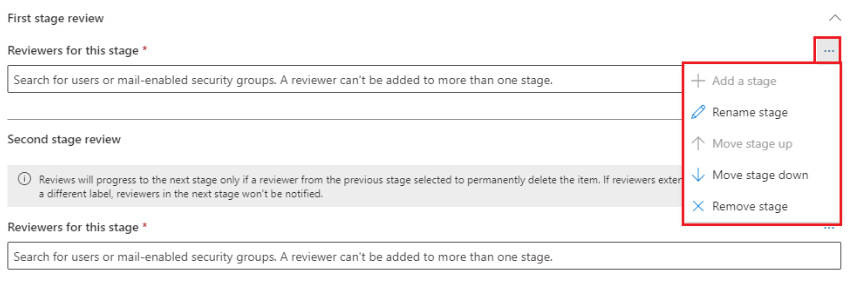 First stage review
Reviewers for this stage *
...
Search for users or mail-enabled security groups. A reviewer can't be added to more than one stage.
Add a stage
Rename stage
Move stage up
Move stage down
Remove stage
Second stage review
Reviews will progress to the next stage only if a reviewer from the previous stage selected to permanently delete the item. If reviewers
a different label, reviewers in the next stage won't be notified.
Reviewers for this stage *
...
Search for users or mail-enabled security groups. A reviewer can't be added to more than one stage.